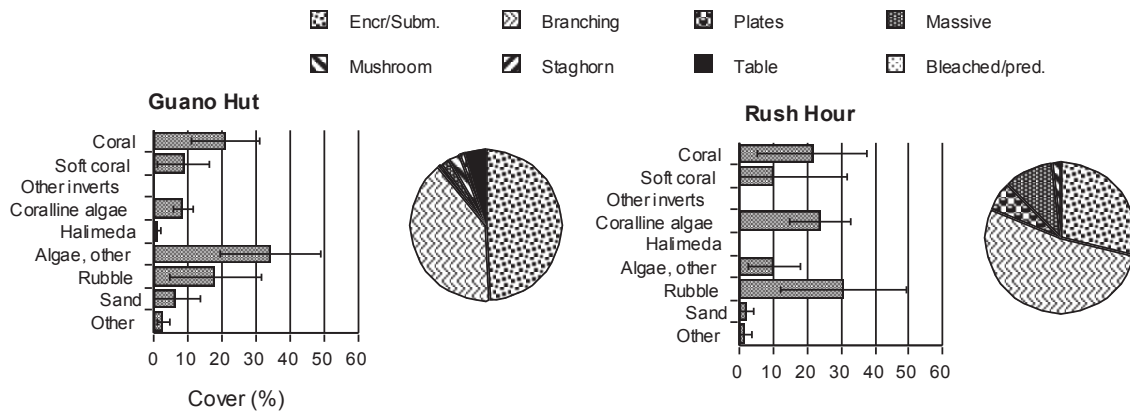 Encr/Subm. Branching Plates Massive
Mushroom Staghorn Table Bleached/pred.
Guano Hut
Coral
Soft coral
Other inverts
Coralline algae
Halimeda
Algae, other
Rubble
Sand
Other
0 10 20 30 40 50 60
Cover (%)
Rush Hour
Coral
Soft coral
Other inverts
Coralline algae
Halimeda
Algae, other
Rubble
Sand
Other
0 10 20 30 40 50 60